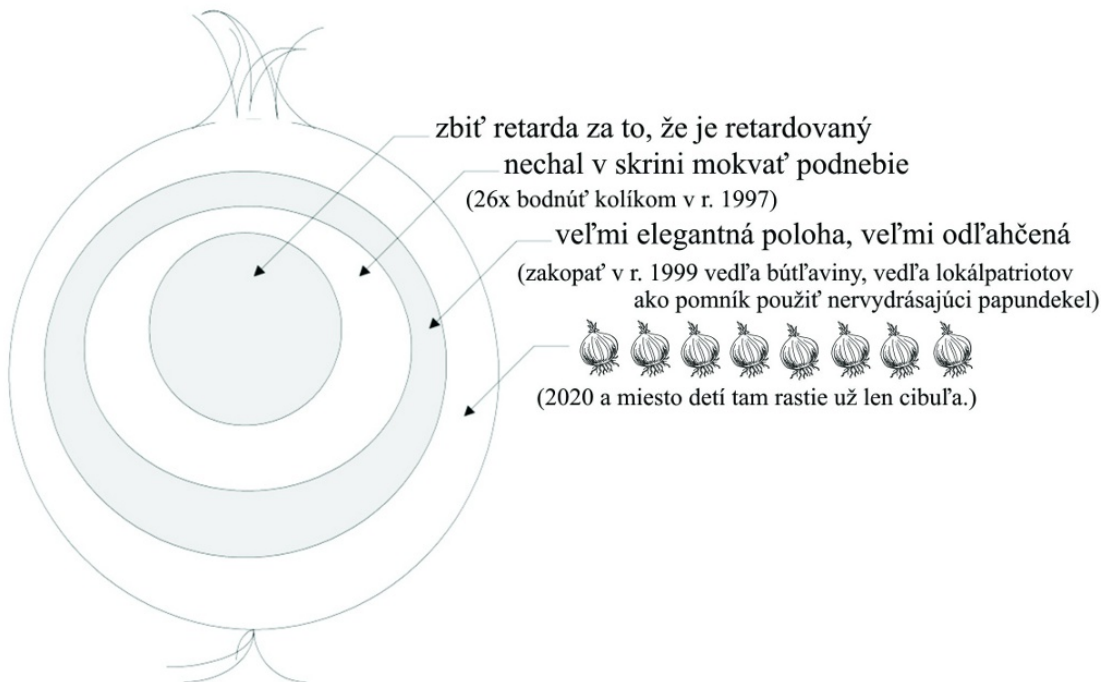 zbiť retarda za to, že je retardovaný
nechal v skrini mokvať podnebie
(26x bodnúť kolíkom v r. 1997)
veľmi elegantná poloha, veľmi odľahčená
(zakopať v r. 1999 vedľa bútľaviny, vedľa lokálpatriotov
ako pomník použiť nervydrásajúci papundekel)
(2020 a miesto detí tam rastie už len cibuľa.)